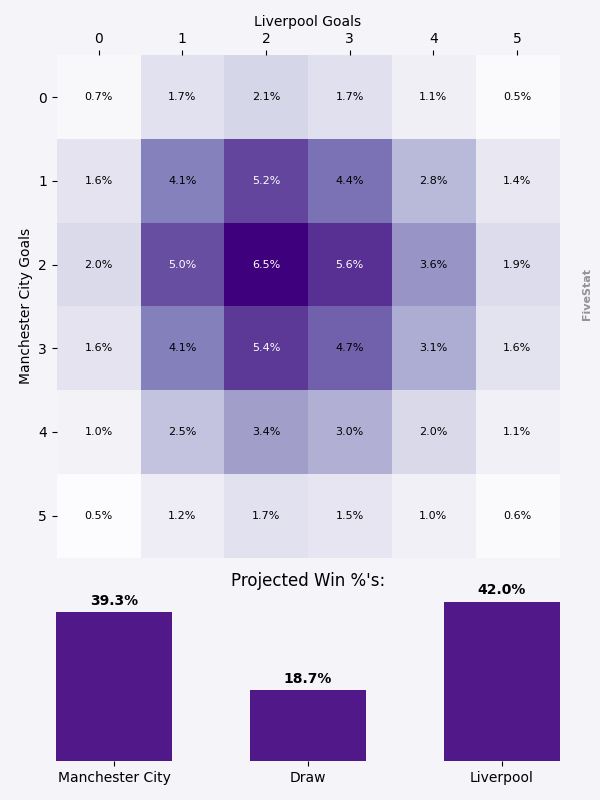 Liverpool Goals
0 1 2 3 4 5
0 0.7% 1.7% 2.1% 1.7% 1.1% 0.5%
1 1.6% 4.1% 5.2% 4.4% 2.8% 1.4%
2 2.0% 5.0% 6.5% 5.6% 3.6% 1.9%
3 1.6% 4.1% 5.4% 4.7% 3.1% 1.6%
4 1.0% 2.5% 3.4% 3.0% 2.0% 1.1%
5 0.5% 1.2% 1.7% 1.5% 1.0% 0.6%
Manchester City Goals
FiveStat
Projected Win %'s:
39.3% 18.7% 42.0%
Manchester City Draw Liverpool